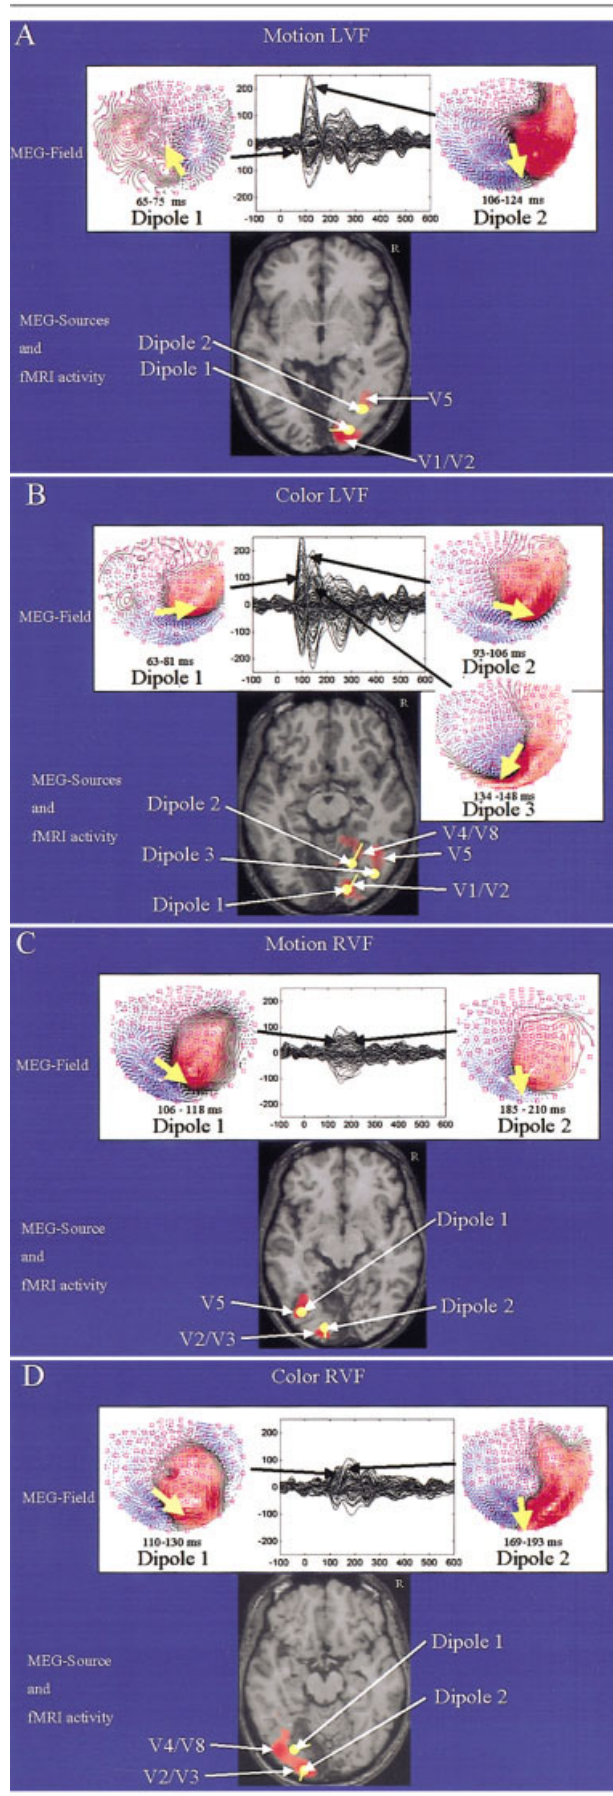 A
Motion LVF
MEG-Field
200
100
0
-100
-200
-100 0 100 200 300 400 500 600
65-75 ms
Dipole 1
106-124 ms
Dipole 2
R
MEG-Sources
and
fMRI activity
Dipole 2
Dipole 1
V5
V1/V2
B
Color LVF
MEG-Field
200
100
0
-100
-200
-100 0 100 200 300 400 500 600
63-81 ms
Dipole 1
93-106 ms
Dipole 2
134 -148 ms
Dipole 3
R
MEG-Sources
and
fMRI activity
Dipole 2
Dipole 3
Dipole 1
V4/V8
V5
V1/V2
C
Motion RVF
MEG-Field
200
100
0
-100
-200
-100 0 100 200 300 400 500 600
106 - 118 ms
Dipole 1
185 - 210 ms
Dipole 2
R
MEG-Source
and
fMRI activity
Dipole 1
V5
Dipole 2
V2/V3
D
Color RVF
MEG-Field
200
100
0
-100
-200
-100 0 100 200 300 400 500 600
110-130 ms
Dipole 1
169-193 ms
Dipole 2
R
MEG-Source
and
fMRI activity
Dipole 1
Dipole 2
V4/V8
V2/V3